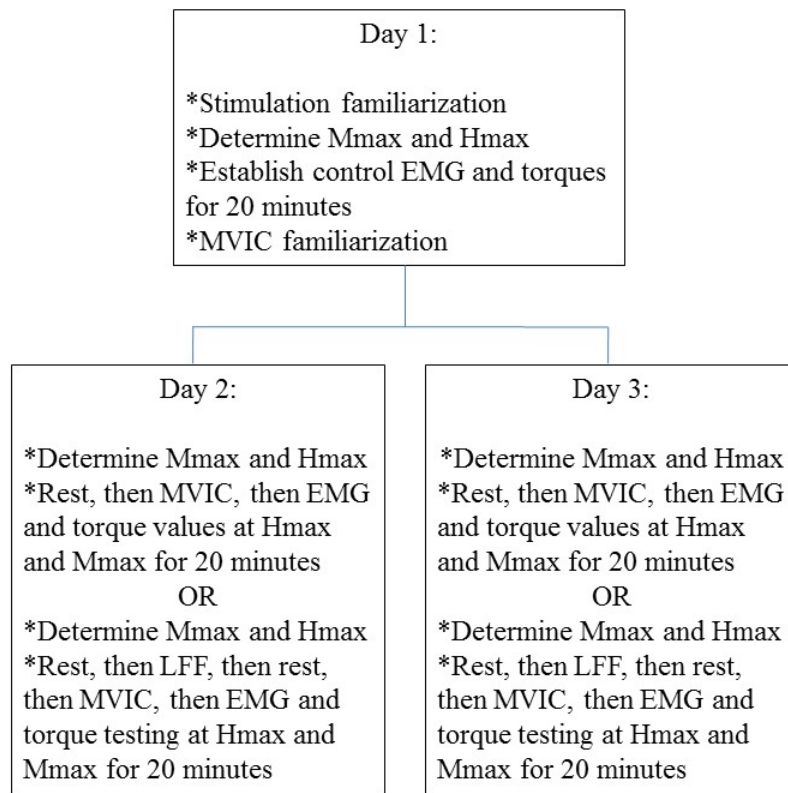 Day 1:
*Stimulation familiarization
*Determine Mmax and Hmax
*Establish control EMG and torques
for 20 minutes
*MVIC familiarization
Day 2:
*Determine Mmax and Hmax
*Rest, then MVIC, then EMG
and torque values at Hmax
and Mmax for 20 minutes
OR
*Determine Mmax and Hmax
*Rest, then LFF, then rest,
then MVIC, then EMG and
torque testing at Hmax and
Mmax for 20 minutes
Day 3:
*Determine Mmax and Hmax
*Rest, then MVIC, then EMG
and torque values at Hmax
and Mmax for 20 minutes
OR
*Determine Mmax and Hmax
*Rest, then LFF, then rest,
then MVIC, then EMG and
torque testing at Hmax and
Mmax for 20 minutes